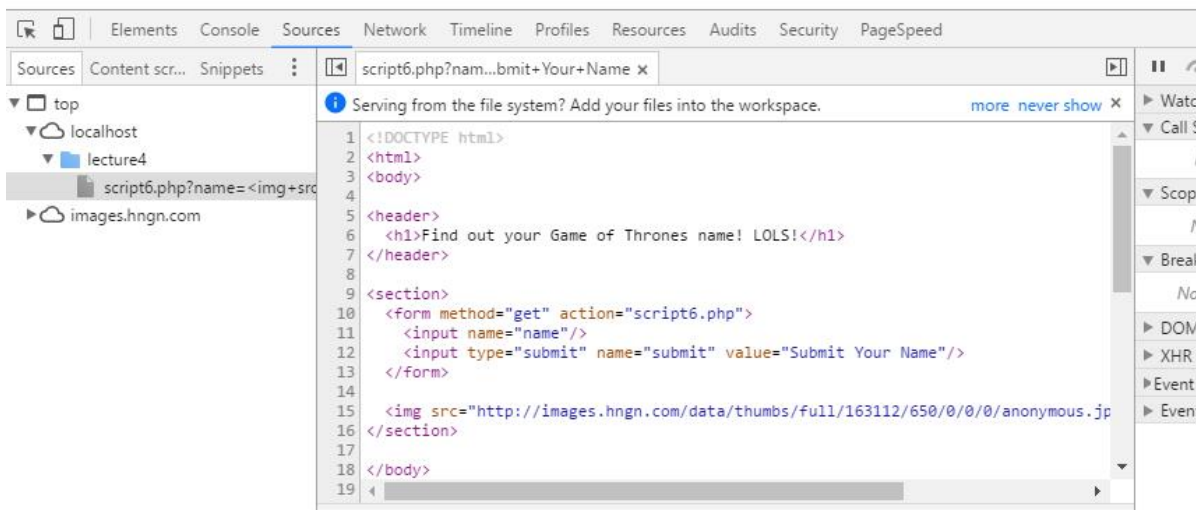 Elements Console Sources Network Timeline Profiles Resources Audits Security PageSpeed
Sources Content scr... Snippets
script6.php?nam...bmit+Your+Name ×
top
localhost
lecture4
script6.php?name=<img+src
images.hngn.com
Serving from the file system? Add your files into the workspace. more never show ×
1 <!DOCTYPE html>
2 <html>
3 <body>
4
5 <header>
6 <h1>Find out your Game of Thrones name! LOLS!</h1>
7 </header>
8
9 <section>
10 <form method="get" action="script6.php">
11 <input name="name"/>
12 <input type="submit" name="submit" value="Submit Your Name"/>
13 </form>
14
15 <img src="http://images.hngn.com/data/thumbs/full/163112/650/0/0/0/anonymous.jp
16 </section>
17
18 </body>
19
Watc
Call S
Scop
N
Break
No
DOM
XHR
Event
Even